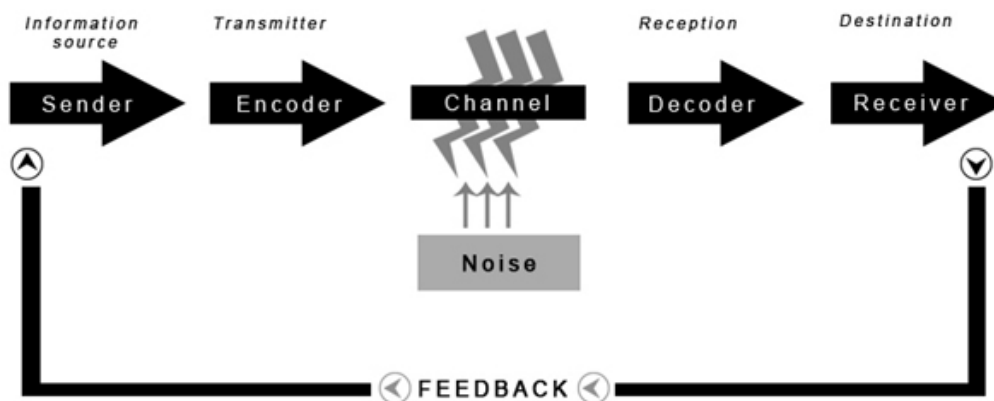 Information
source
Transmitter
Reception
Destination
Sender
Encoder
Channel
Decoder
Receiver
Noise
FEEDBACK